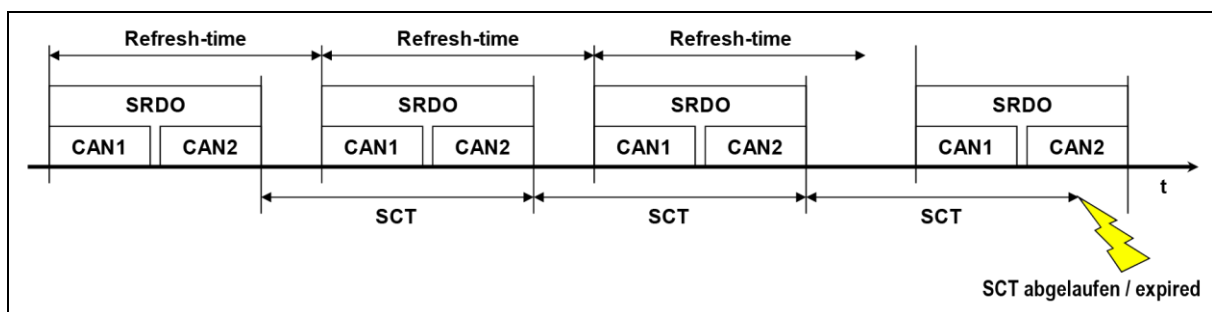 Refresh-time Refresh-time Refresh-time
SRDO SRDO SRDO SRDO
CAN1 CAN2 CAN1 CAN2 CAN1 CAN2 CAN1 CAN2
t
SCT SCT SCT
SCT abgelaufen / expired